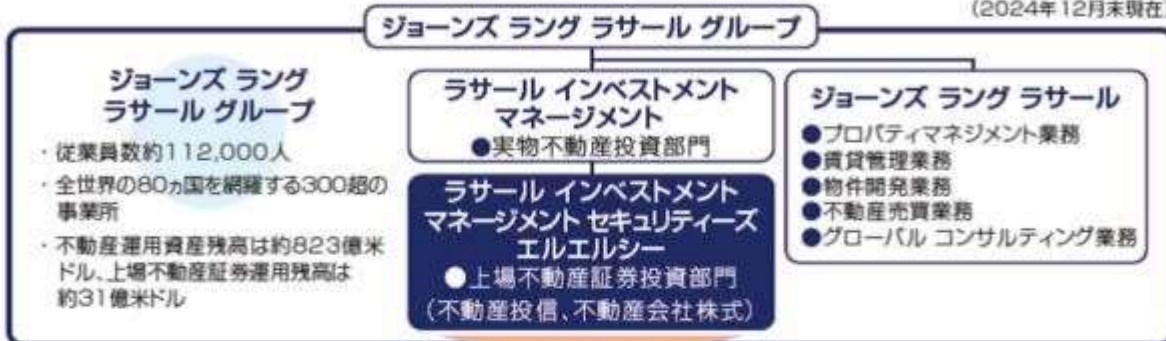 (2024年12月末現在)
ジョーンズ ラング ラサール グループ
ジョーンズ ラング
ラサール グループ
・従業員数約112,000人
・全世界の80ヵ国を網羅する300超の
事業所
・不動産運用資産残高は約823億米
ドル、上場不動産証券運用残高は
約31億米ドル
ラサール インベストメント
マネージメント
●実物不動産投資部門
ラサール インベストメント
マネージメント セキュリティーズ
エルエルシー
●上場不動産証券投資部門
(不動産投信、不動産会社株式)
ジョーンズ ラング ラサール
●プロパティマネジメント業務
●賃貸管理業務
●物件開発業務
●不動産売買業務
●グローバル コンサルティング業務